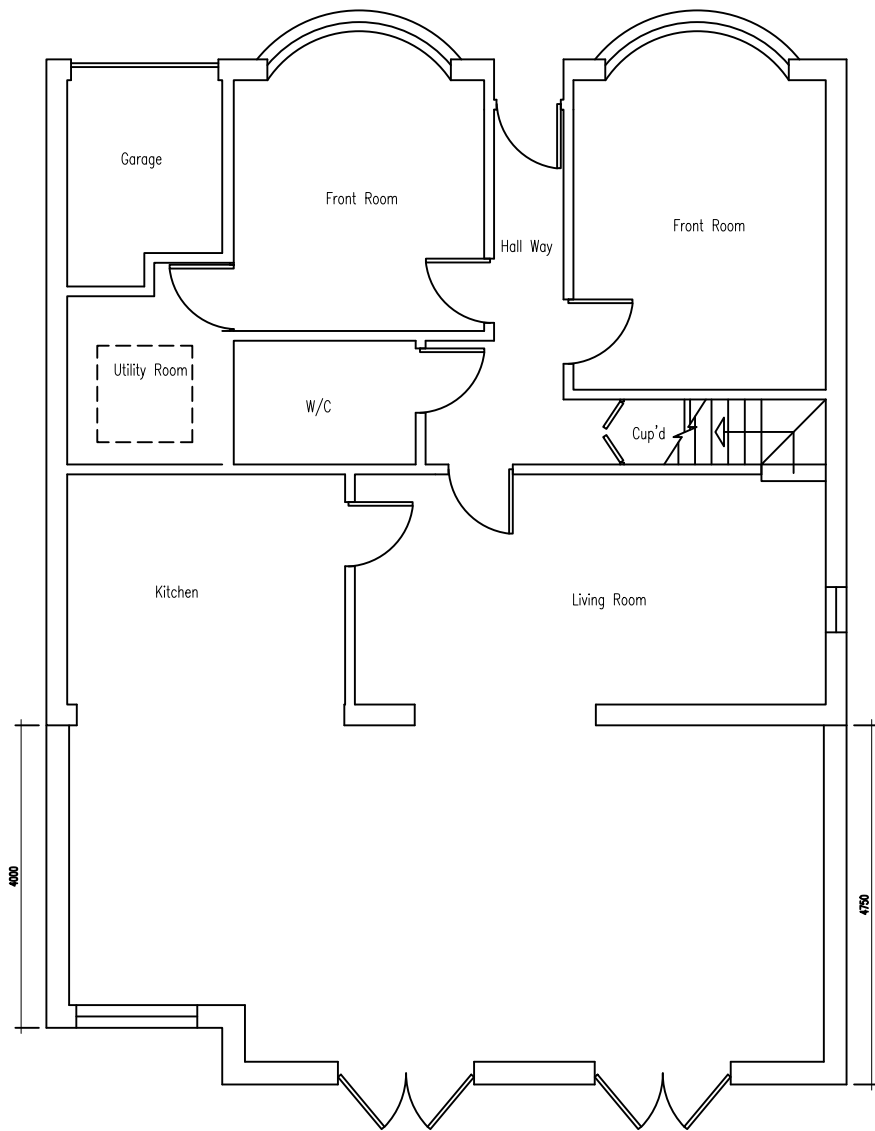 Garage
Front Room
Front Room
Hall Way
Utility Room
W/C
Cup'd
Kitchen
Living Room
4000
4750